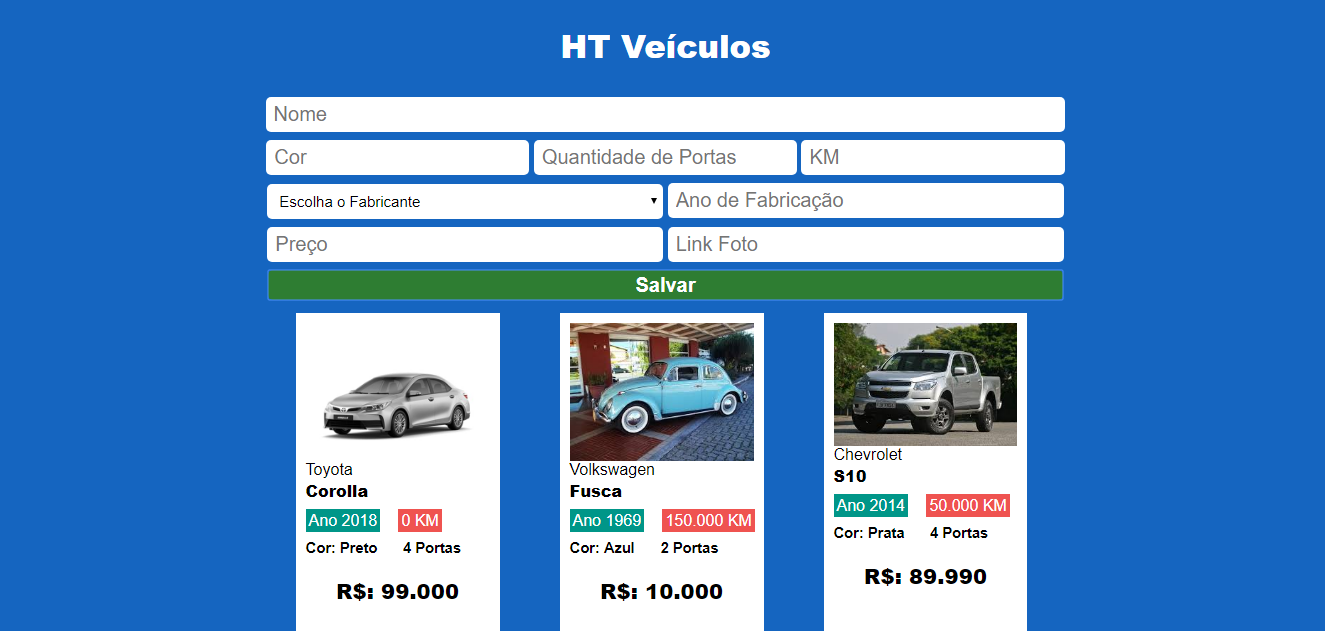 HT Veículos
Nome
Cor
Quantidade de Portas
KM
Escolha o Fabricante
Ano de Fabricação
Preço
Link Foto
Salvar
Toyota
Corolla
Ano 2018 0 KM
Cor: Preto 4 Portas
R$: 99.000
Volkswagen
Fusca
Ano 1969 150.000 KM
Cor: Azul 2 Portas
R$: 10.000
Chevrolet
S10
Ano 2014 50.000 KM
Cor: Prata 4 Portas
R$: 89.990